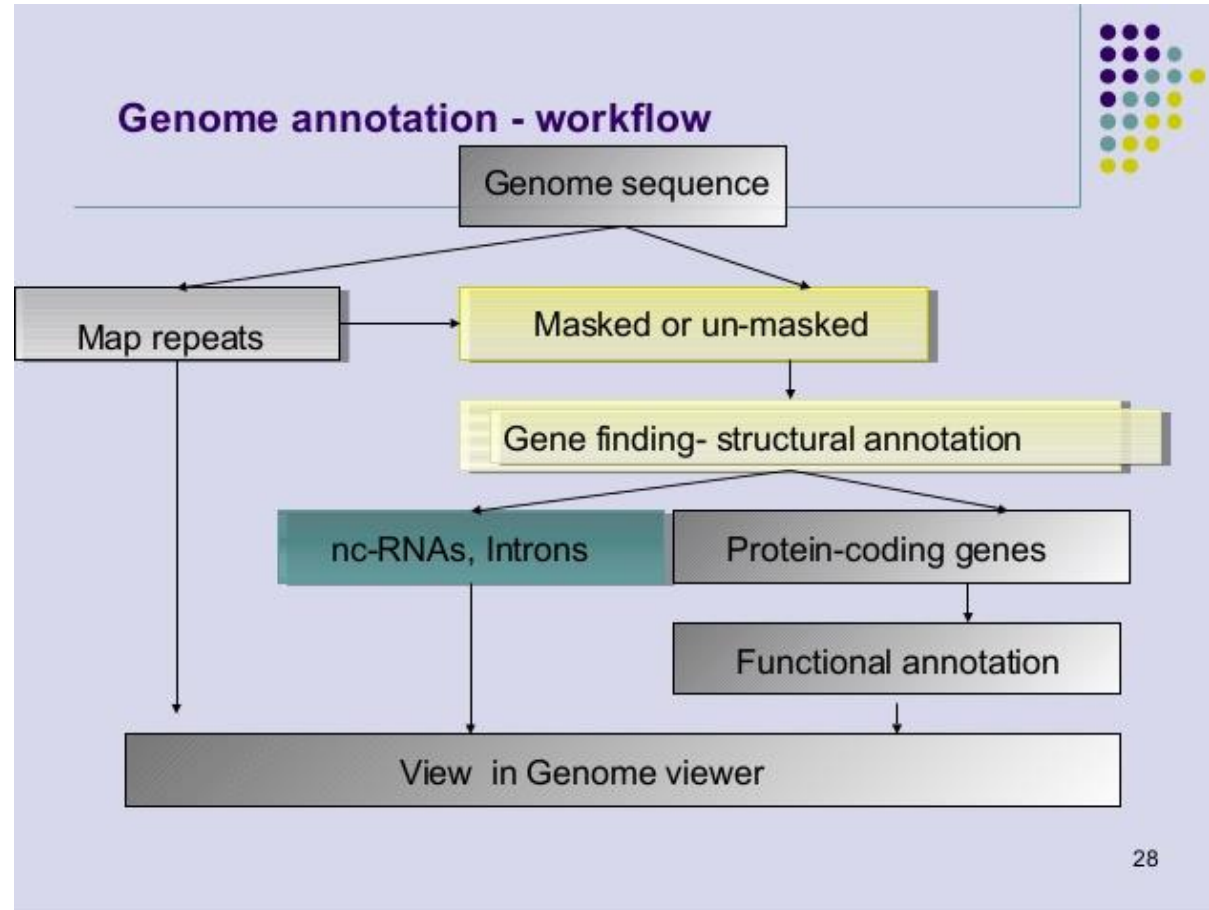 Genome annotation - workflow
Genome sequence
Map repeats
Masked or un-masked
Gene finding- structural annotation
nc-RNAs, Introns
Protein-coding genes
Functional annotation
View in Genome viewer
28